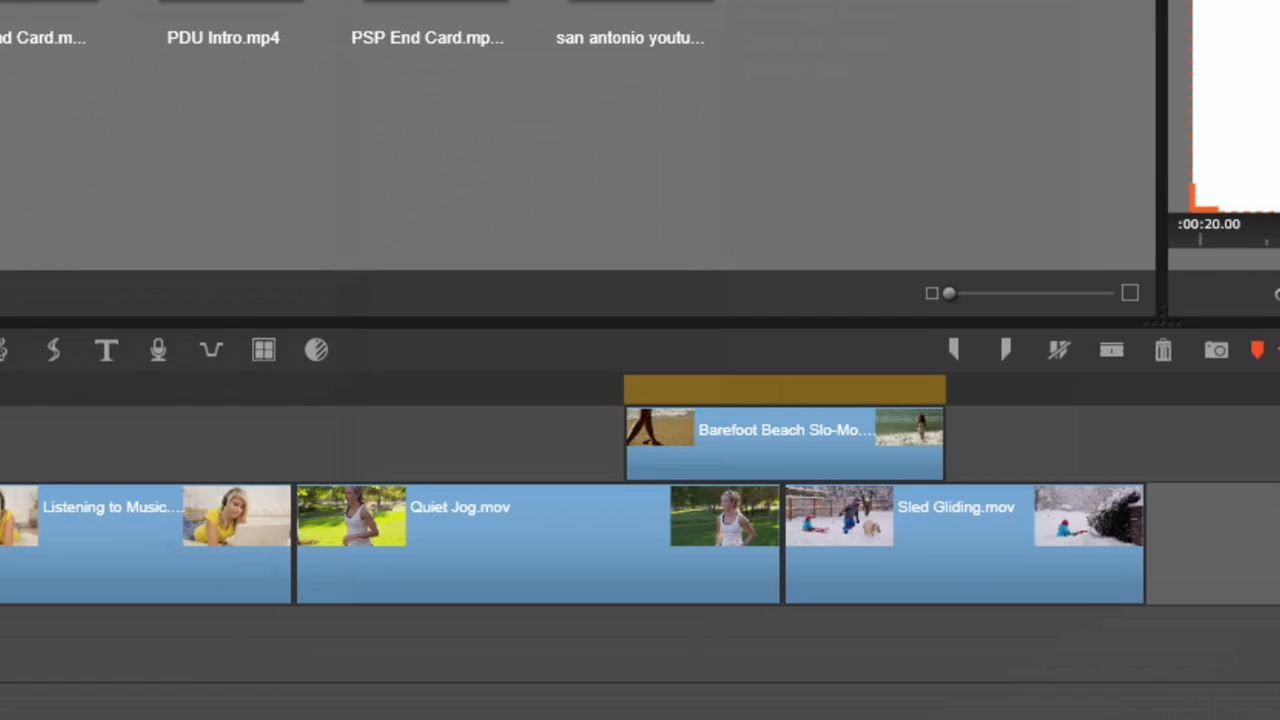 nd Card.m...
PDU Intro.mp4
PSP End Card.mp...
san antonio youtu...
:00:20.00
Barefoot Beach Slo-Mo....
Listening to Music....
Quiet Jog.mov
Sled Gliding.mov